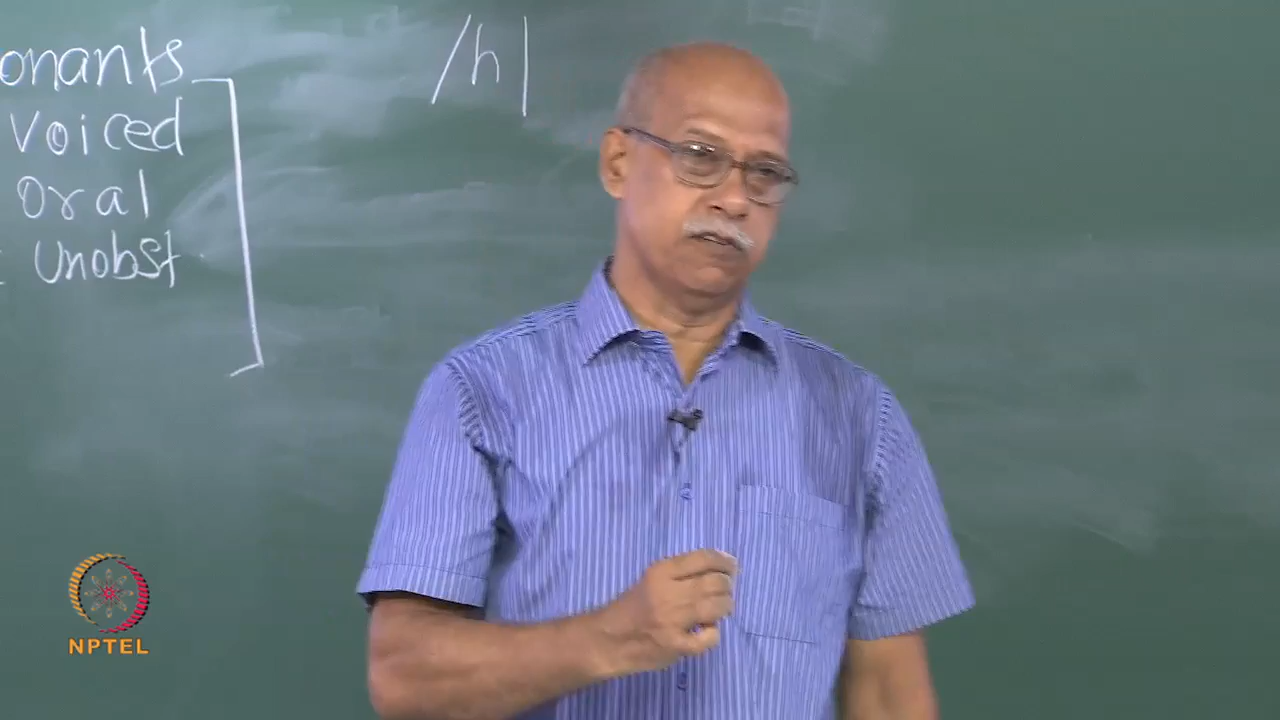 onants /h/
voiced
oral
: unobst
NPTEL